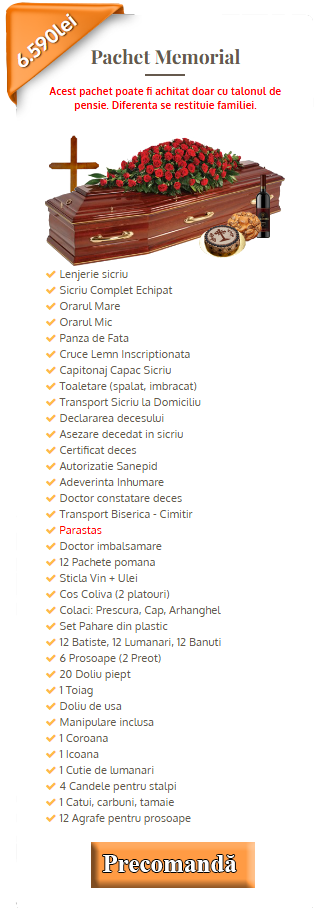 6.590lei
Pachet Memorial
Acest pachet poate fi achitat doar cu talonul de
pensie. Diferenta se restituie familiei.
Lenjerie sicriu
Sicriu Complet Echipat
Orarul Mare
Orarul Mic
Panza de Fata
Cruce Lemn Inscriptionata
Capitonaj Capac Sicriu
Toaletare (spalat, imbracat)
Transport Sicriu la Domiciliu
Declararea decesului
Asezare decedat in sicriu
Certificat deces
Autorizatie Sanepid
Adeverinta Inhumare
Doctor constatare deces
Transport Biserica - Cimitir
Parastas
Doctor imbalsamare
12 Pachete pomana
Sticla Vin + Ulei
Cos Coliva (2 platouri)
Colaci: Prescura, Cap, Arhanghel
Set Pahare din plastic
12 Batiste, 12 Lumanari, 12 Banuti
6 Prosoape (2 Preot)
20 Doliu piept
1 Toiag
Doliu de usa
Manipulare inclusa
1 Coroana
1 Icoana
1 Cutie de lumanari
4 Candele pentru stalpi
1 Catui, carbuni, tamaie
12 Agrafe pentru prosoape
Precomandă